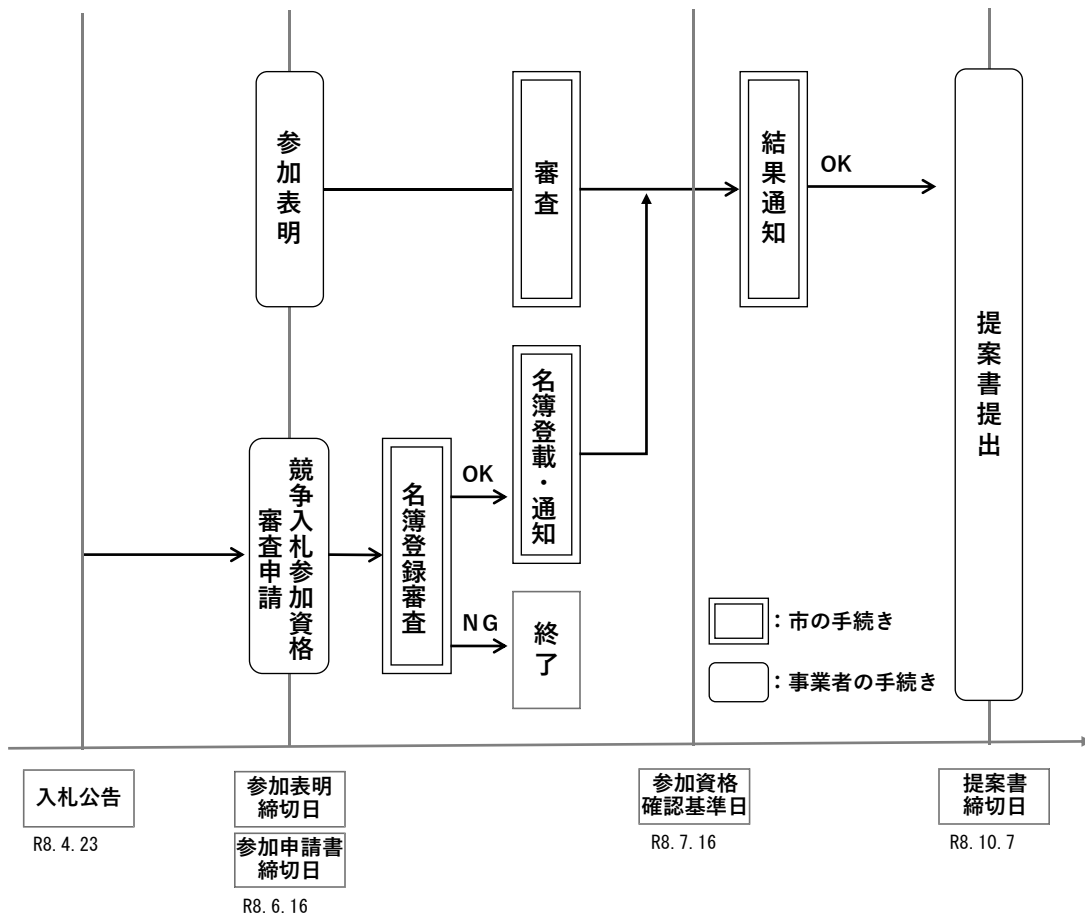 参加表明
審査
結果通知
OK
提案書提出
競争入札参加資格
審査申請
名簿登録審査
OK
名簿登載・通知
NG
終了
：市の手続き
：事業者の手続き
入札公告
R8.4.23
参加表明
締切日
参加申請書
締切日
R8.6.16
参加資格
確認基準日
R8.7.16
提案書
締切日
R8.10.7